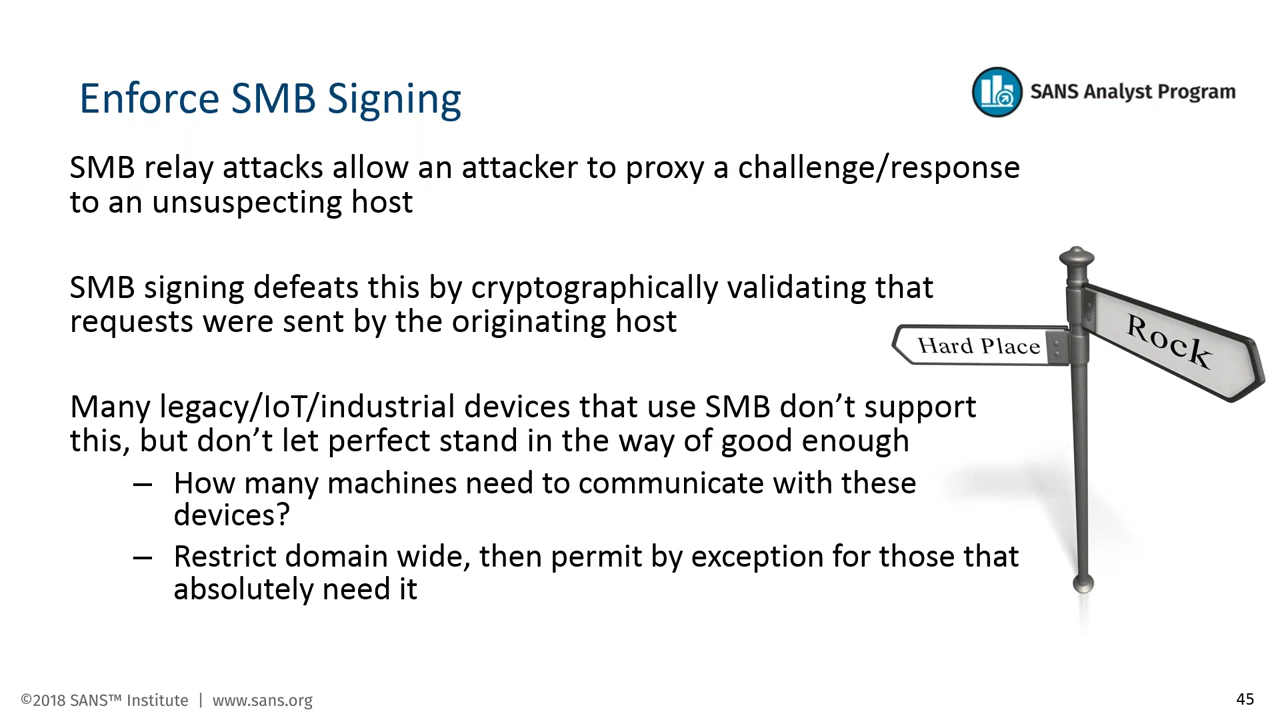 Enforce SMB Signing
SANS Analyst Program
SMB relay attacks allow an attacker to proxy a challenge/response
to an unsuspecting host
SMB signing defeats this by cryptographically validating that
requests were sent by the originating host
Hard Place
Rock
Many legacy/IoT/industrial devices that use SMB don’t support
this, but don’t let perfect stand in the way of good enough
– How many machines need to communicate with these
devices?
– Restrict domain wide, then permit by exception for those that
absolutely need it
©2018 SANS™ Institute | www.sans.org
45